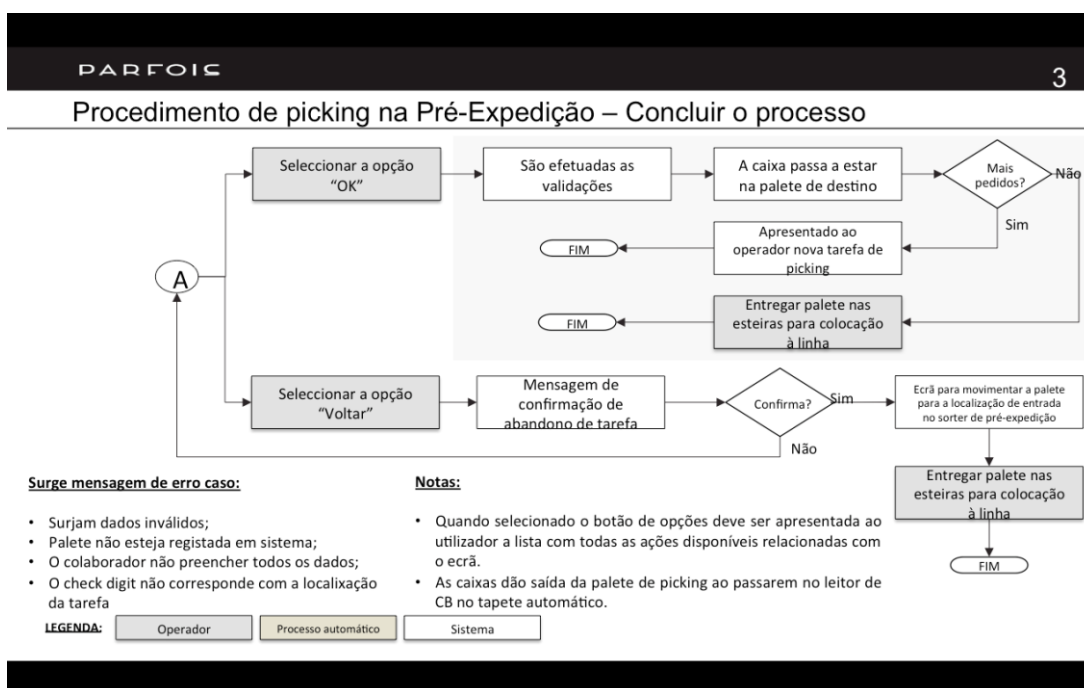 PARFOIS
3
Procedimento de picking na Pré-Expedição – Concluir o processo
Seleccionar a opção
"OK"
São efetuadas as
validações
A caixa passa a estar
na palete de destino
Mais
pedidos?
Não
Sim
Apresentado ao
operador nova tarefa de
picking
FIM
A
Entregar palete nas
esteiras para colocação
à linha
FIM
Seleccionar a opção
"Voltar"
Mensagem de
confirmação de
abandono de tarefa
Confirma?
Sim
Não
Ecrã para movimentar a palete
para a localização de entrada
no sorter de pré-expedição
Entregar palete nas
esteiras para colocação
à linha
FIM
Surge mensagem de erro caso:
• Surjam dados inválidos;
• Palete não esteja registada em sistema;
• O colaborador não preencher todos os dados;
• O check digit não corresponde com a localixação
da tarefa
Notas:
• Quando selecionado o botão de opções deve ser apresentada ao
utilizador a lista com todas as ações disponíveis relacionadas com
o ecrã.
• As caixas dão saída da palete de picking ao passarem no leitor de
CB no tapete automático.
LEGENDA:
Operador
Processo automático
Sistema